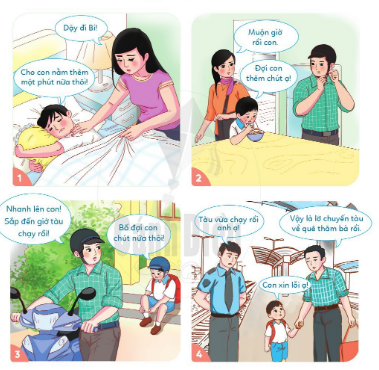 Dậy đi Bi!
Cho con nằm thêm
một phút nữa thôi!
1
Muộn giờ
rồi con.
Đợi con
thêm chút ạ!
2
Nhanh lên con!
Sắp đến giờ tàu
chạy rồi!
Bố đợi con
chút nữa thôi!
3
Tàu vừa chạy rồi
anh ạ!
Vậy là lỡ chuyến tàu
về quê thăm bà rồi.
Con xin lỗi ạ!
4